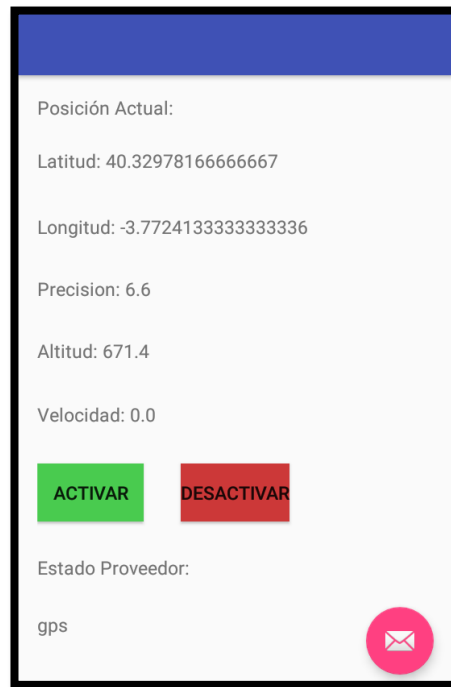 Posición Actual:
Latitud: 40.32978166666667
Longitud: -3.7724133333333336
Precision: 6.6
Altitud: 671.4
Velocidad: 0.0
ACTIVAR DESACTIVAR
Estado Proveedor:
gps